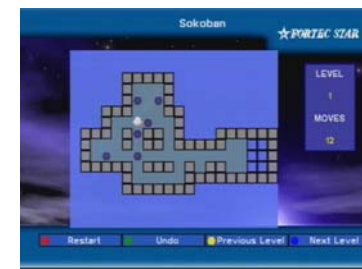 Sokoban
FORTEC STAR
LEVEL
1
MOVES
12
Restart Undo Previous Level Next Level